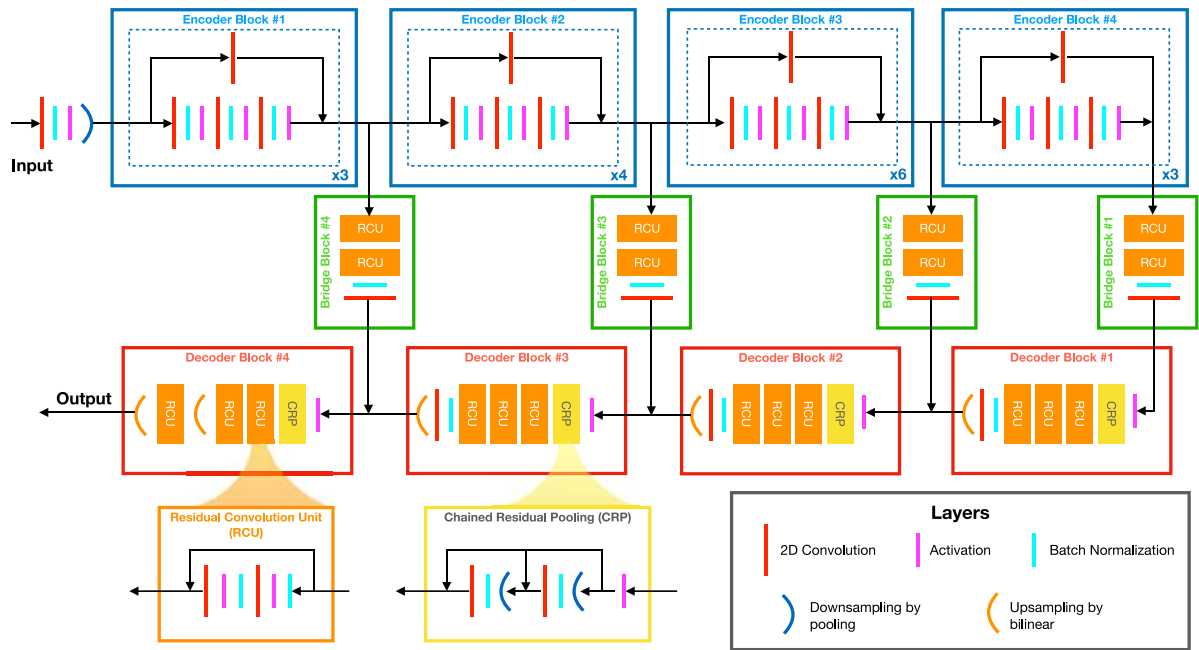 Encoder Block #1
Encoder Block #2
Encoder Block #3
Encoder Block #4
Input
x3
x4
x6
x3
Bridge Block #4
RCU
RCU
Bridge Block #3
RCU
RCU
Bridge Block #2
RCU
RCU
Bridge Block #1
RCU
RCU
Decoder Block #4
Decoder Block #3
Decoder Block #2
Decoder Block #1
Output
RCU
RCU
RCU
CRP
RCU
RCU
RCU
CRP
RCU
RCU
RCU
CRP
RCU
RCU
RCU
CRP
Residual Convolution Unit
(RCU)
Chained Residual Pooling (CRP)
Layers
2D Convolution
Activation
Batch Normalization
Downsampling by
pooling
Upsampling by
bilinear